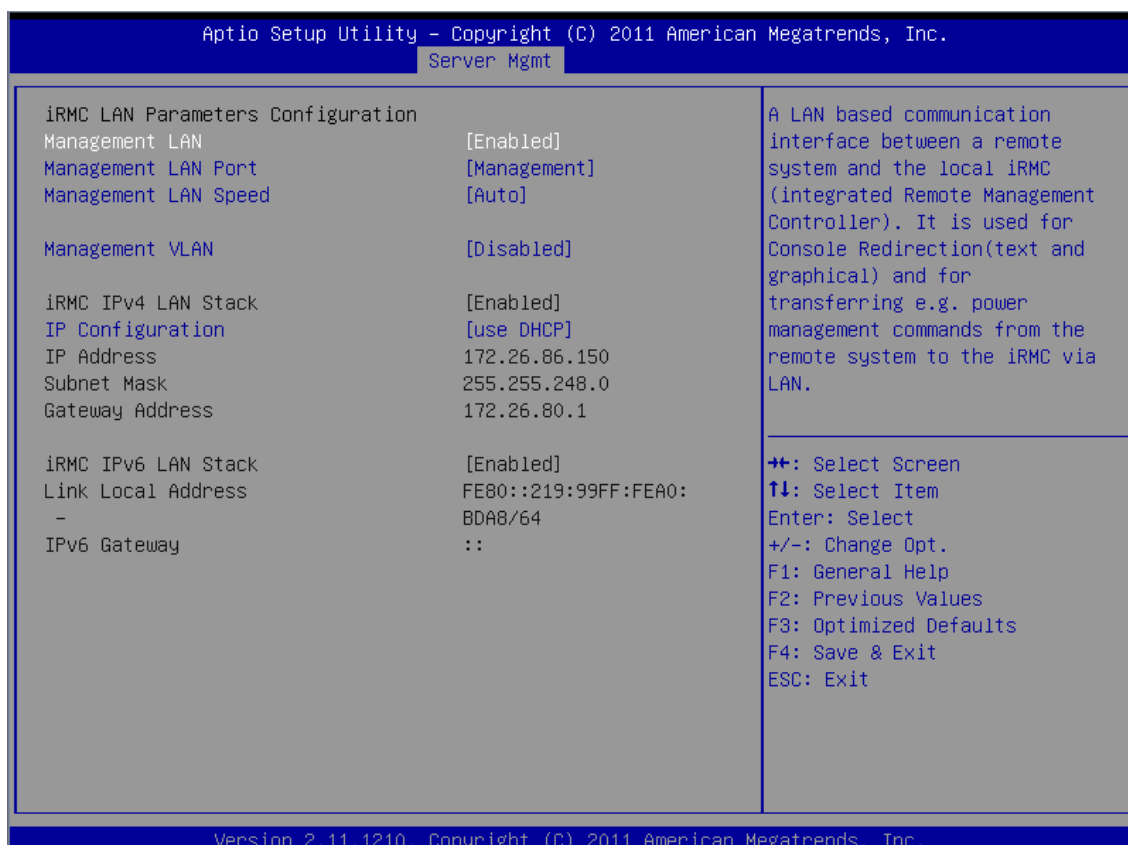 Aptio Setup Utility – Copyright (C) 2011 American Megatrends, Inc.
Server Mgmt
iRMC LAN Parameters Configuration
Management LAN [Enabled]
Management LAN Port [Management]
Management LAN Speed [Auto]
Management VLAN [Disabled]
iRMC IPv4 LAN Stack [Enabled]
IP Configuration [use DHCP]
IP Address 172.26.86.150
Subnet Mask 255.255.248.0
Gateway Address 172.26.80.1
iRMC IPv6 LAN Stack [Enabled]
Link Local Address FE80::219:99FF:FEA0:
– BDA8/64
IPv6 Gateway ::
A LAN based communication
interface between a remote
system and the local iRMC
(integrated Remote Management
Controller). It is used for
Console Redirection(text and
graphical) and for
transferring e.g. power
management commands from the
remote system to the iRMC via
LAN.
→←: Select Screen
↑↓: Select Item
Enter: Select
+/-: Change Opt.
F1: General Help
F2: Previous Values
F3: Optimized Defaults
F4: Save & Exit
ESC: Exit
Version 2.11.1210. Copyright (C) 2011 American Megatrends, Inc.